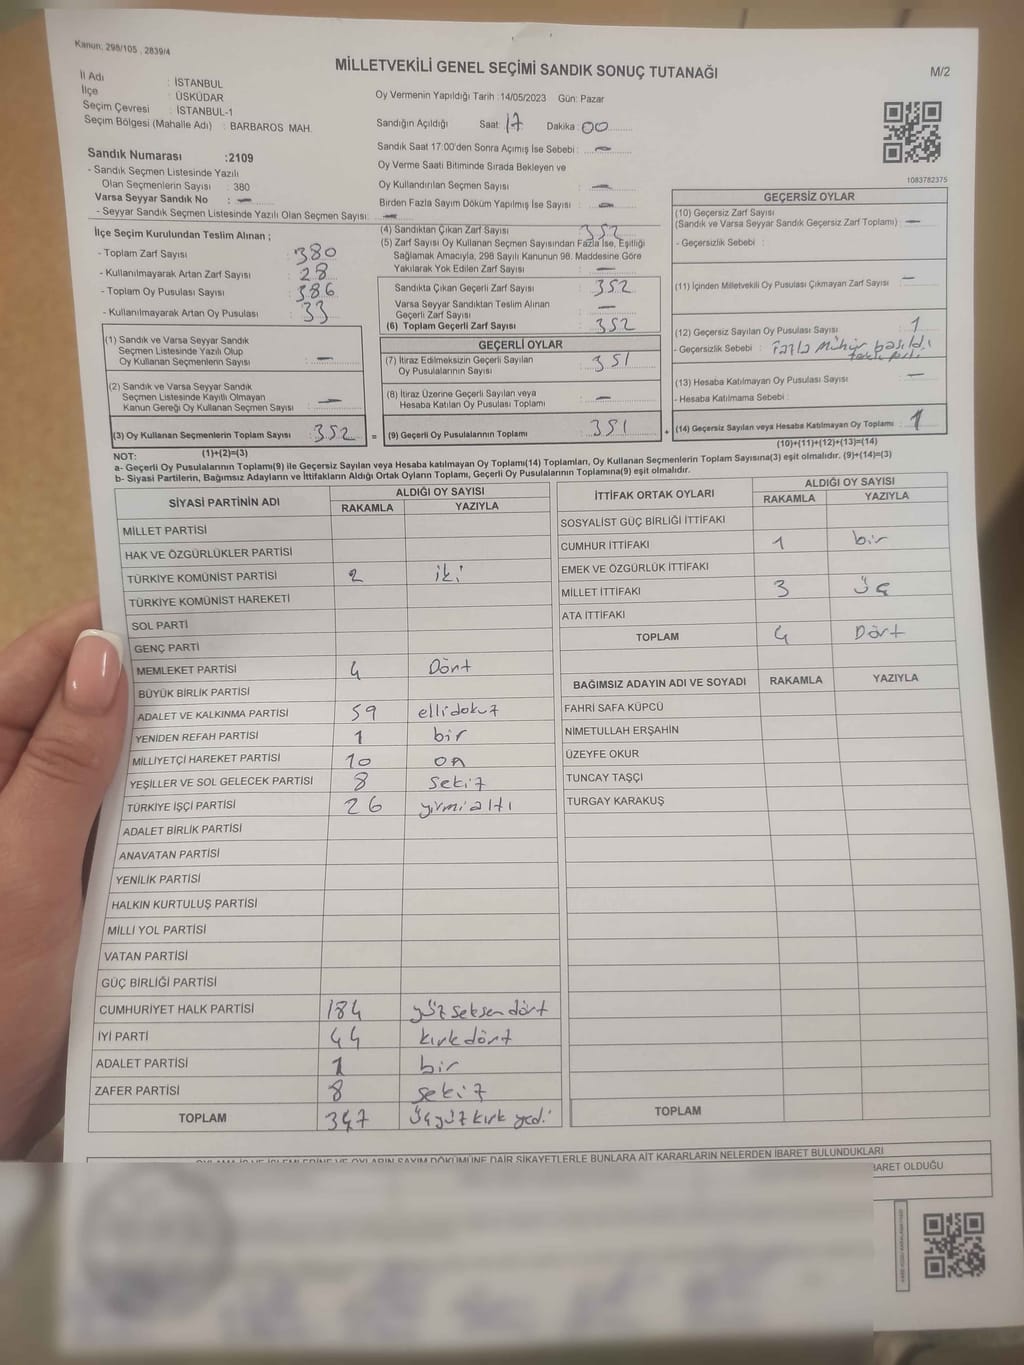 Kanun: 298/105 , 2839/4
MİLLETVEKİLİ GENEL SEÇİMİ SANDIK SONUÇ TUTANAĞI
M/2
İl Adı : İSTANBUL
İlçe : ÜSKÜDAR
Seçim Çevresi : İSTANBUL-1
Seçim Bölgesi (Mahalle Adı) : BARBAROS MAH.
Sandık Numarası :2109
- Sandık Seçmen Listesinde Yazılı
Olan Seçmenlerin Sayısı : 380
Varsa Seyyar Sandık No : -
- Seyyar Sandık Seçmen Listesinde Yazılı Olan Seçmen Sayısı: -
Oy Vermenin Yapıldığı Tarih :14/05/2023 Gün: Pazar
Sandığın Açıldığı Saat: 17 Dakika: 00
Sandık Saat 17:00'den Sonra Açılmış İse Sebebi : -
Oy Verme Saati Bitiminde Sırada Bekleyen ve
Oy Kullandırılan Seçmen Sayısı : -
Birden Fazla Sayım Döküm Yapılmış İse Sayısı : -
1083782375
İlçe Seçim Kurulundan Teslim Alınan ;
- Toplam Zarf Sayısı : 380
- Kullanılmayarak Artan Zarf Sayısı : 28
- Toplam Oy Pusulası Sayısı : 386
- Kullanılmayarak Artan Oy Pusulası : 33
(1) Sandık ve Varsa Seyyar Sandık
Seçmen Listesinde Yazılı Olup
Oy Kullanan Seçmenlerin Sayısı : -
(2) Sandık ve Varsa Seyyar Sandık
Seçmen Listesinde Kayıtlı Olmayan
Kanun Gereği Oy Kullanan Seçmen Sayısı : -
(3) Oy Kullanan Seçmenlerin Toplam Sayısı : 352
(1)+(2)=(3)
(4) Sandıktan Çıkan Zarf Sayısı : 352
(5) Zarf Sayısı Oy Kullanan Seçmen Sayısından Fazla İse, Eşitliği
Sağlamak Amacıyla, 298 Sayılı Kanunun 98. Maddesine Göre
Yakılarak Yok Edilen Zarf Sayısı : -
Sandıkta Çıkan Geçerli Zarf Sayısı : 352
Varsa Seyyar Sandıktan Teslim Alınan
Geçerli Zarf Sayısı : -
(6) Toplam Geçerli Zarf Sayısı : 352
GEÇERLİ OYLAR
(7) İtiraz Edilmeksizin Geçerli Sayılan
Oy Pusulalarının Sayısı : 351
(8) İtiraz Üzerine Geçerli Sayılan veya
Hesaba Katılan Oy Pusulası Toplamı : -
= (9) Geçerli Oy Pusulalarının Toplamı : 351 +
GEÇERSİZ OYLAR
(10) Geçersiz Zarf Sayısı
(Sandık ve Varsa Seyyar Sandık Geçersiz Zarf Toplamı) : -
- Geçersizlik Sebebi :
(11) İçinden Milletvekili Oy Pusulası Çıkmayan Zarf Sayısı : -
(12) Geçersiz Sayılan Oy Pusulası Sayısı : 1
- Geçersizlik Sebebi : Fazla Mühür basıldı
(13) Hesaba Katılmayan Oy Pusulası Sayısı : -
- Hesaba Katılmama Sebebi :
(14) Geçersiz Sayılan veya Hesaba Katılmayan Oy Toplamı : 1
(10)+(11)+(12)+(13)=(14)
NOT:
a- Geçerli Oy Pusulalarının Toplamı(9) ile Geçersiz Sayılan veya Hesaba katılmayan Oy Toplamı(14) Toplamları, Oy Kullanan Seçmenlerin Toplam Sayısına(3) eşit olmalıdır. (9)+(14)=(3)
b- Siyasi Partilerin, Bağımsız Adayların ve İttifakların Aldığı Ortak Oyların Toplamı, Geçerli Oy Pusulalarının Toplamına(9) eşit olmalıdır.
SİYASİ PARTİNİN ADI ALDIĞI OY SAYISI
RAKAMLA YAZIYLA
MİLLET PARTİSİ
HAK VE ÖZGÜRLÜKLER PARTİSİ
TÜRKİYE KOMÜNİST PARTİSİ 2 iki
TÜRKİYE KOMÜNİST HAREKETİ
SOL PARTİ
GENÇ PARTİ
MEMLEKET PARTİSİ 4 Dört
BÜYÜK BİRLİK PARTİSİ
ADALET VE KALKINMA PARTİSİ 59 ellidokuz
YENİDEN REFAH PARTİSİ 1 bir
MİLLİYETÇİ HAREKET PARTİSİ 10 on
YEŞİLLER VE SOL GELECEK PARTİSİ 8 sekiz
TÜRKİYE İŞÇİ PARTİSİ 26 yirmialtı
ADALET BİRLİK PARTİSİ
ANAVATAN PARTİSİ
YENİLİK PARTİSİ
HALKIN KURTULUŞ PARTİSİ
MİLLİ YOL PARTİSİ
VATAN PARTİSİ
GÜÇ BİRLİĞİ PARTİSİ
CUMHURİYET HALK PARTİSİ 184 yüz seksen dört
İYİ PARTİ 44 kırk dört
ADALET PARTİSİ 1 bir
ZAFER PARTİSİ 8 sekiz
TOPLAM 347 üçyüz kırk yedi
İTTİFAK ORTAK OYLARI ALDIĞI OY SAYISI
RAKAMLA YAZIYLA
SOSYALİST GÜÇ BİRLİĞİ İTTİFAKI
CUMHUR İTTİFAKI 1 bir
EMEK VE ÖZGÜRLÜK İTTİFAKI
MİLLET İTTİFAKI 3 üç
ATA İTTİFAKI
TOPLAM 4 Dört
BAĞIMSIZ ADAYIN ADI VE SOYADI RAKAMLA YAZIYLA
FAHRİ SAFA KÜPCÜ
NİMETULLAH ERŞAHİN
ÜZEYFE OKUR
TUNCAY TAŞÇI
TURGAY KARAKUŞ
TOPLAM
OYLAMA İŞ VE İŞLEMLERİNE VE OYLARIN SAYIM DÖKÜMÜNE DAİR ŞİKAYETLERLE BUNLARA AİT KARARLARIN NELERDEN İBARET BULUNDUKLARI
İBARET OLDUĞU